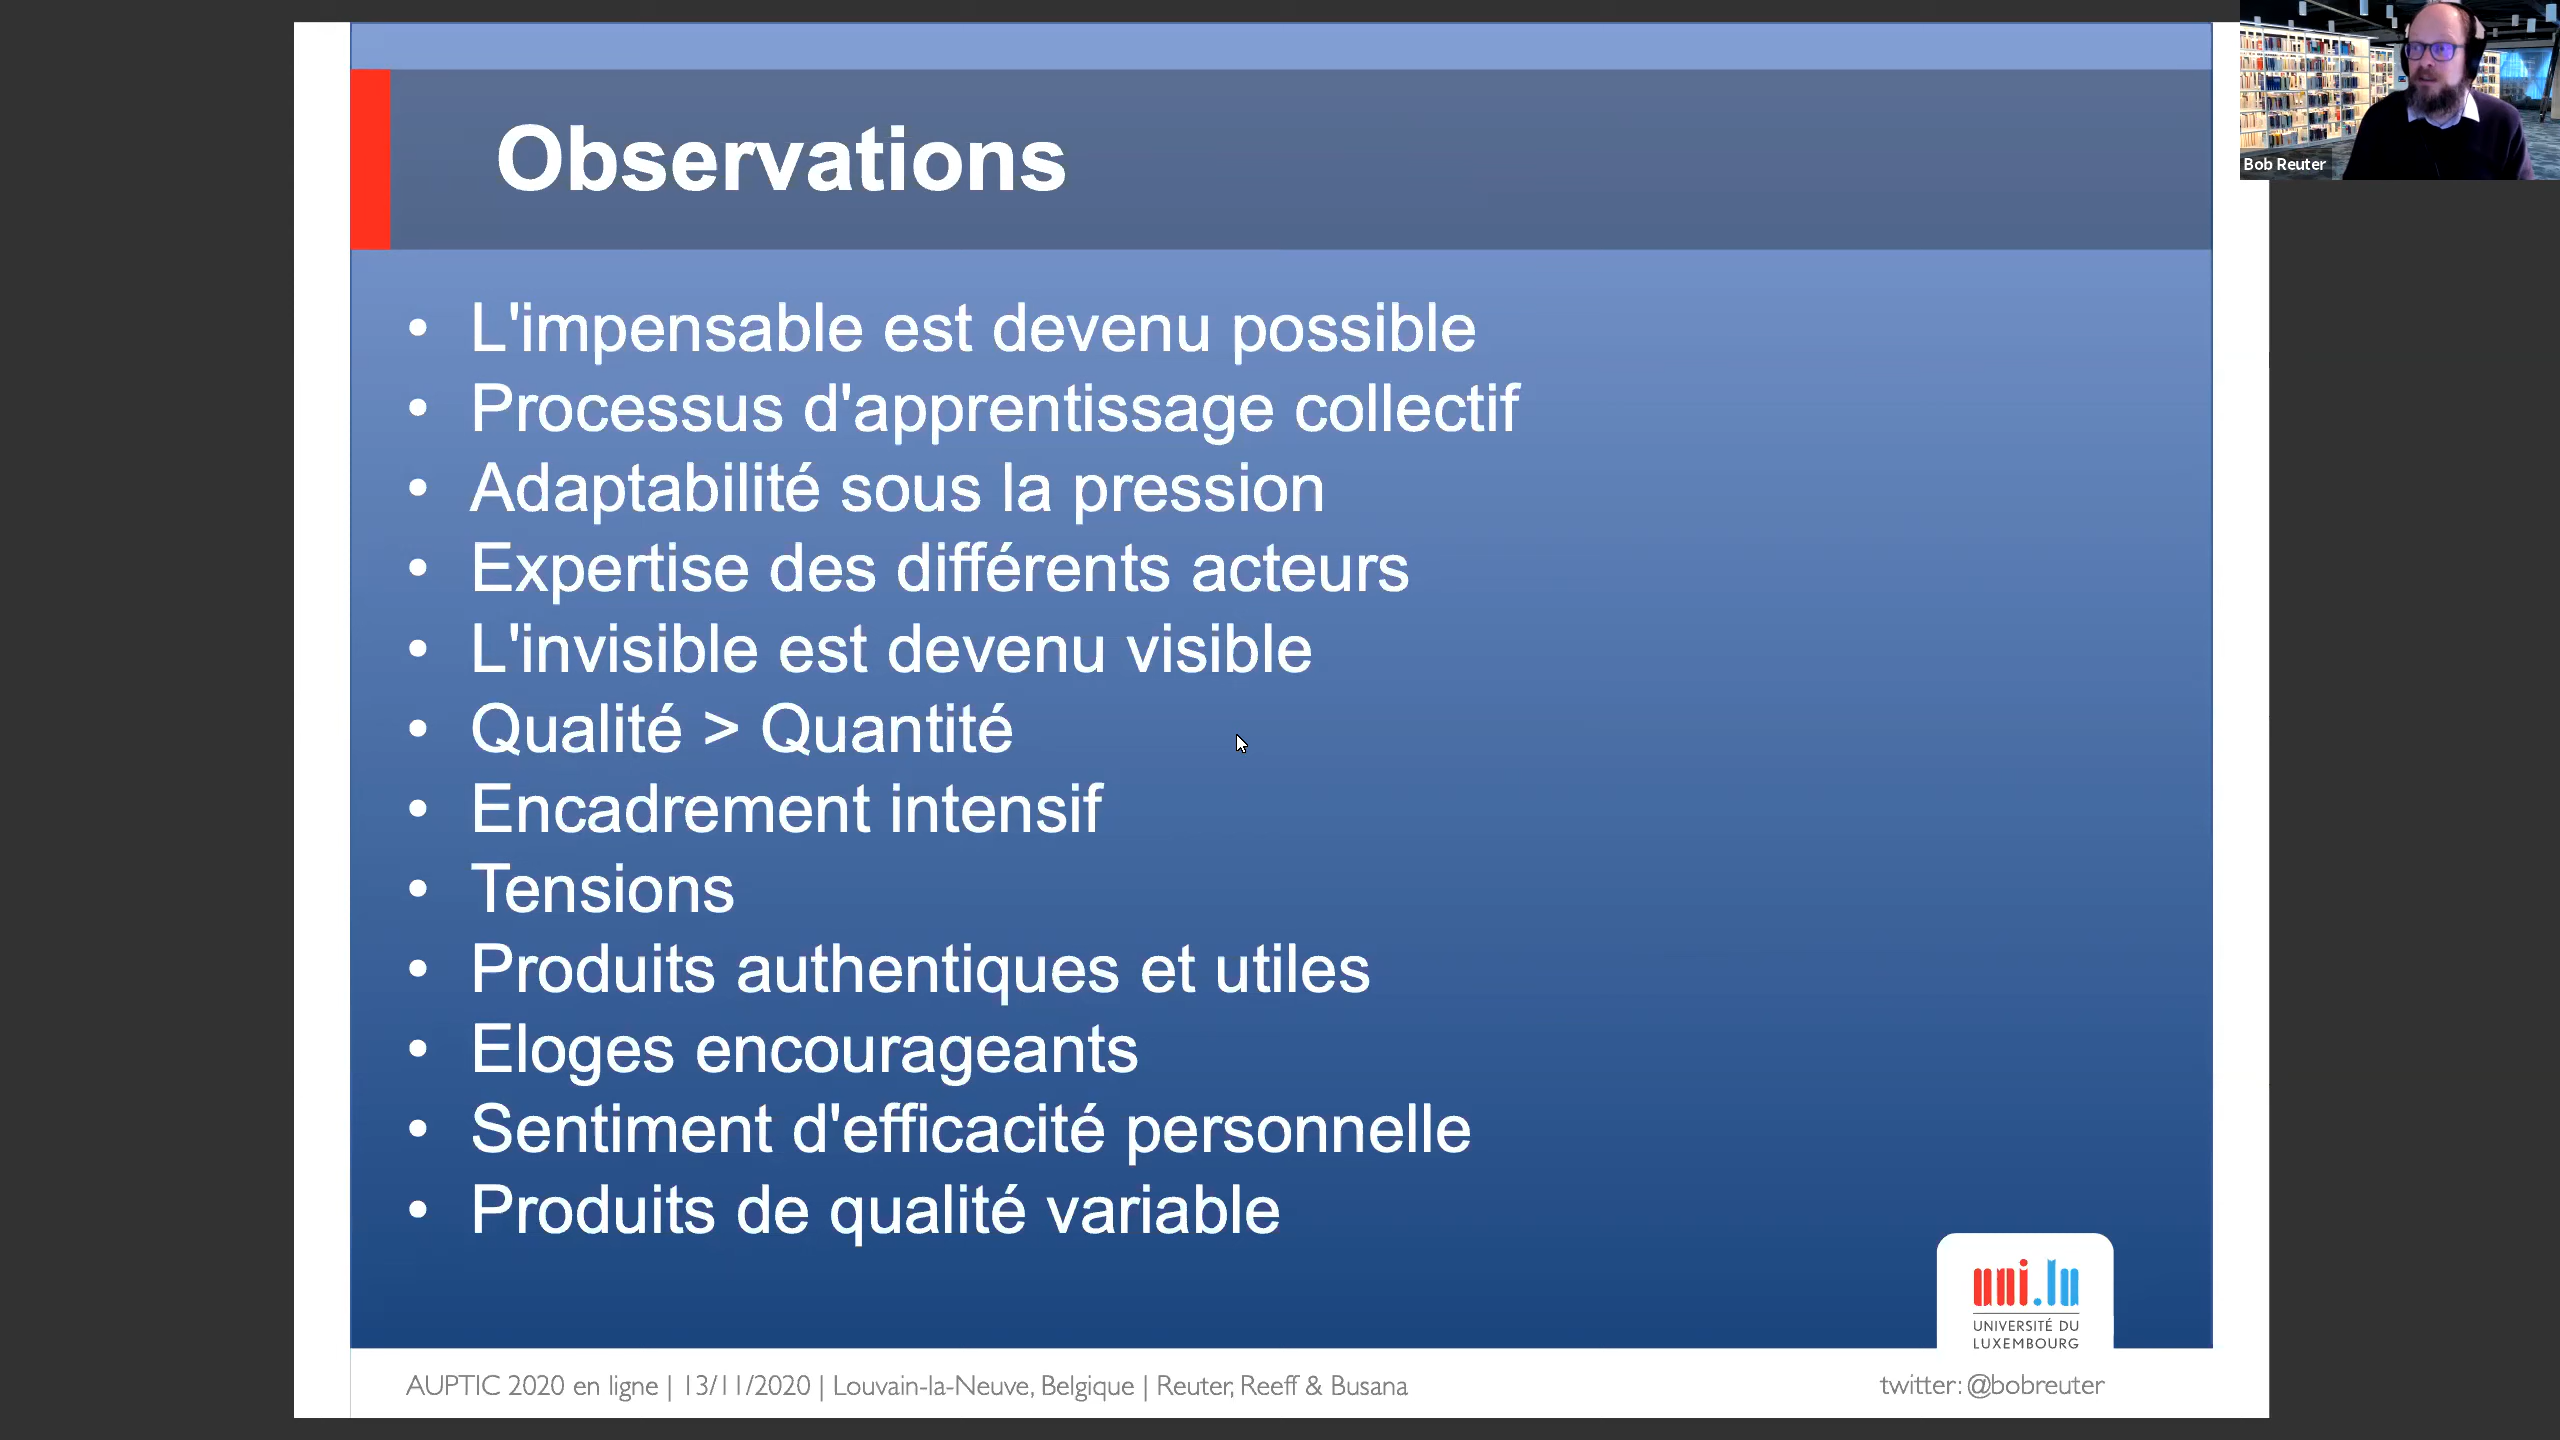 Observations
• L'impensable est devenu possible
• Processus d'apprentissage collectif
• Adaptabilité sous la pression
• Expertise des différents acteurs
• L'invisible est devenu visible
• Qualité > Quantité
• Encadrement intensif
• Tensions
• Produits authentiques et utiles
• Eloges encourageants
• Sentiment d'efficacité personnelle
• Produits de qualité variable
uni.lu
UNIVERSITÉ DU
LUXEMBOURG
AUPTIC 2020 en ligne | 13/11/2020 | Louvain-la-Neuve, Belgique | Reuter, Reeff & Busana
twitter: @bobreuter
Bob Reuter